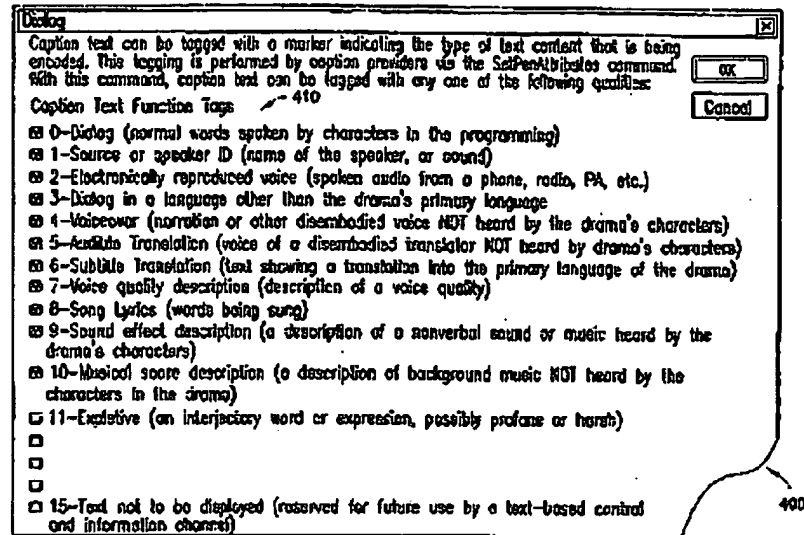 Dialog
Caption text can be tagged with a marker indicating the type of text content that is being
encoded. This tagging is performed by caption providers via the SetPenAttributes command.
With this command, caption text can be tagged with any one of the following qualities:
OK
Cancel
Caption Text Function Tags
410
0-Dialog (normal words spoken by characters in the programming)
1-Source or speaker ID (name of the speaker, or sound)
2-Electronically reproduced voice (spoken audio from a phone, radio, PA, etc.)
3-Dialog in a language other than the drama's primary language
4-Voiceover (narration or other disembodied voice NOT heard by the drama's characters)
5-Audible Translation (voice of a disembodied translator NOT heard by drama's characters)
6-Subtitle Translation (text showing a translation into the primary language of the drama)
7-Voice quality description (description of a voice quality)
8-Song Lyrics (words being sung)
9-Sound effect description (a description of a nonverbal sound or music heard by the
drama's characters)
10-Musical score description (a description of background music NOT heard by the
characters in the drama)
11-Expletive (an interjectory word or expression, possibly profane or harsh)
15-Text not to be displayed (reserved for future use by a text-based control
and information channel)
400